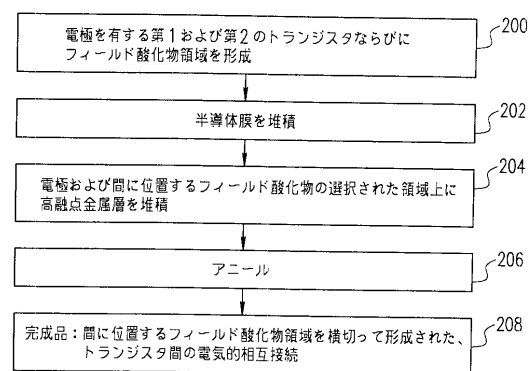 電極を有する第1および第2のトランジスタならびに
フィールド酸化物領域を形成
200
半導体膜を堆積
202
電極および間に位置するフィールド酸化物の選択された領域上に
高融点金属層を堆積
204
アニール
206
完成品：間に位置するフィールド酸化物領域を横切って形成された、
トランジスタ間の電気的相互接続
208